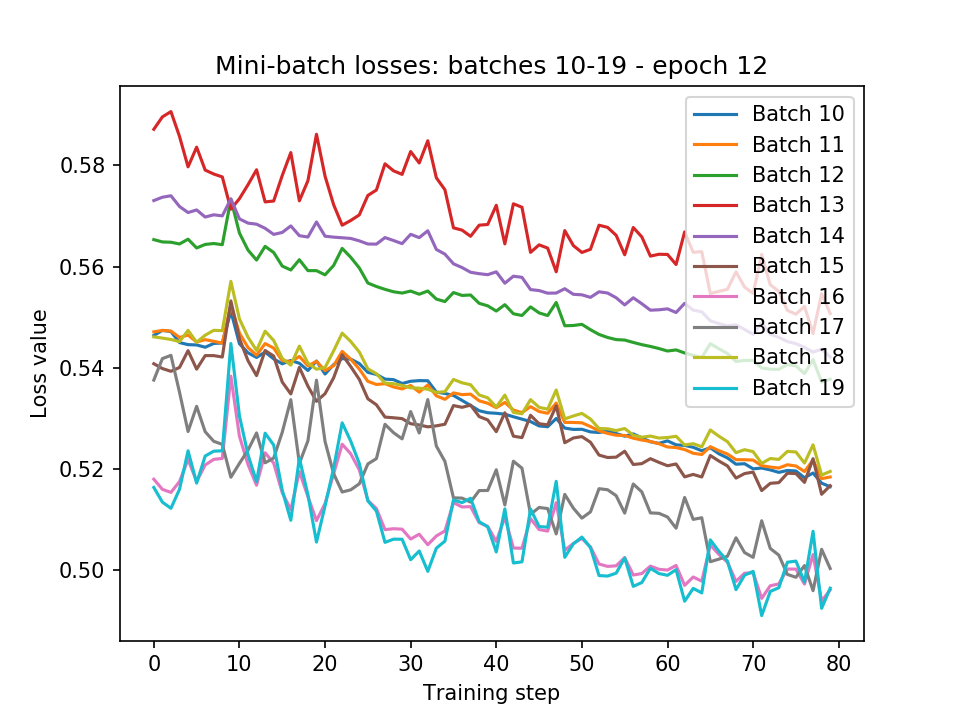 Mini-batch losses: batches 10-19 - epoch 12
Loss value
0.58
0.56
0.54
0.52
0.50
0
10
20
30
40
50
60
70
80
Training step
Batch 10
Batch 11
Batch 12
Batch 13
Batch 14
Batch 15
Batch 16
Batch 17
Batch 18
Batch 19